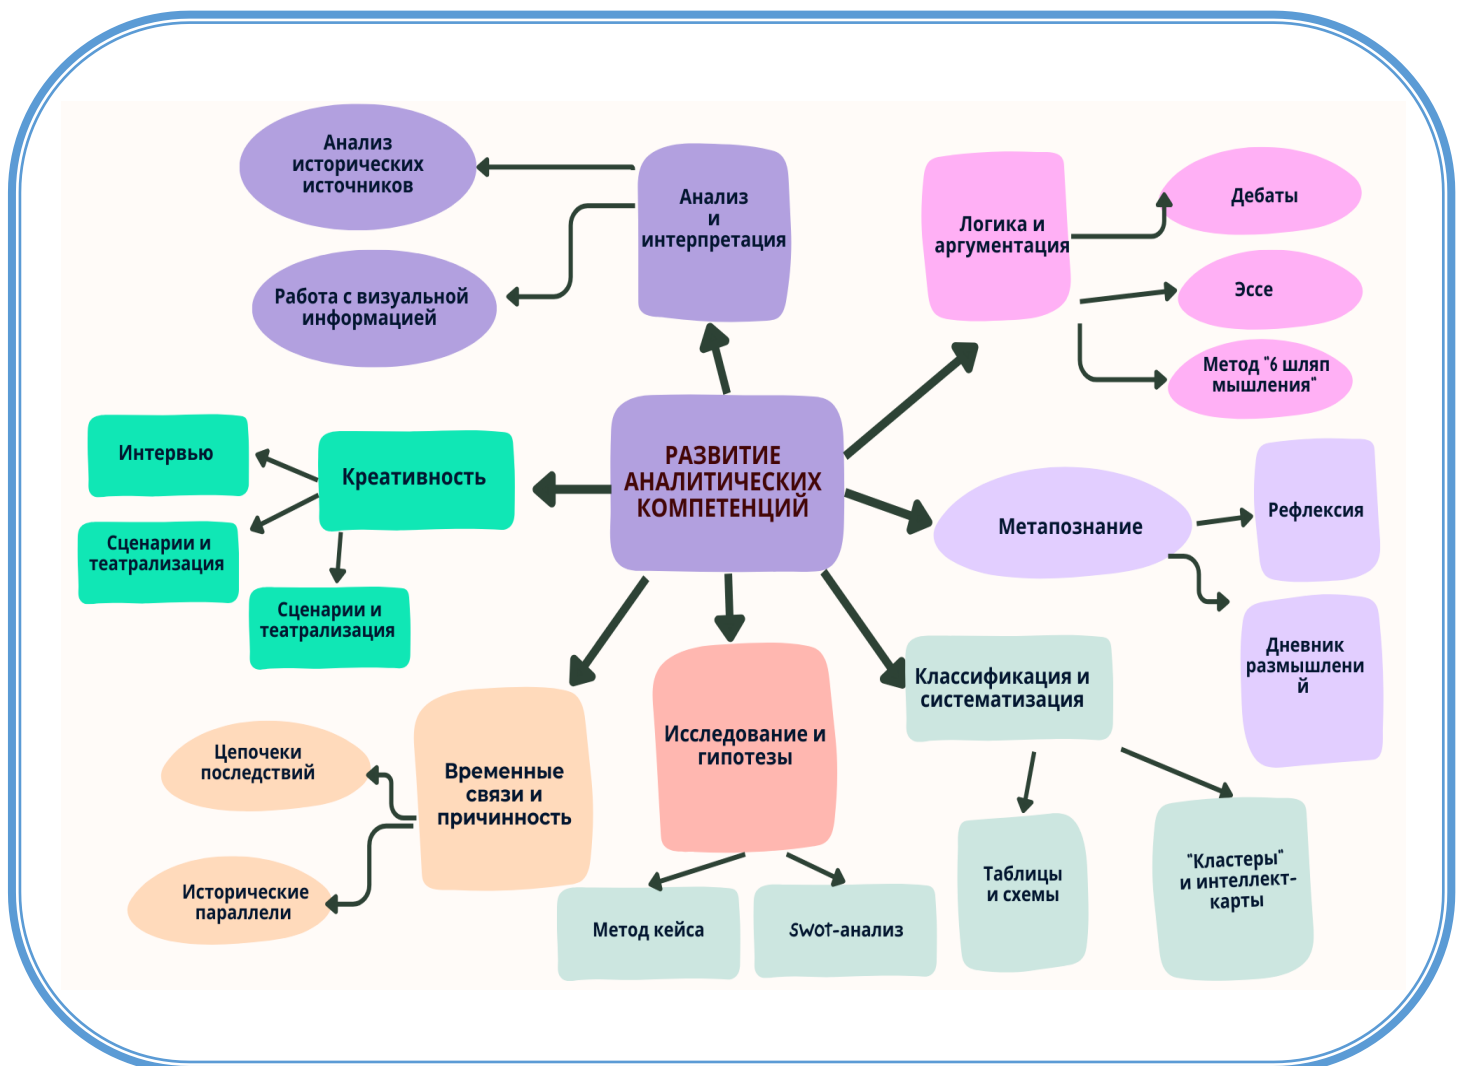 Анализ
исторических
источников
Работа с визуальной
информацией
Анализ
и
интерпретация
Логика и
аргументация
Дебаты
Эссе
Метод "6 шляп
мышления"
Интервью
Сценарии и
театрализация
Сценарии и
театрализация
Креативность
РАЗВИТИЕ
АНАЛИТИЧЕСКИХ
КОМПЕТЕНЦИЙ
Метапознание
Рефлексия
Дневник
размышлени
й
Классификация и
систематизация
Исследование и
гипотезы
Временные
связи и
причинность
Цепочеки
последствий
Исторические
параллели
Метод кейса
SWOT-анализ
Таблицы
и схемы
"Кластеры"
и интеллект-
карты